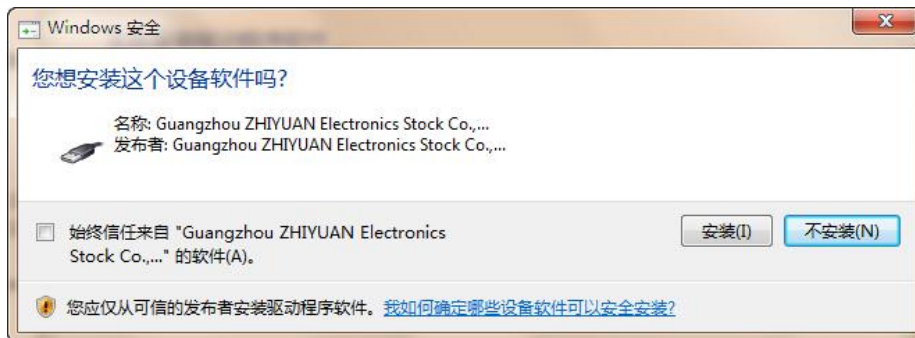 Windows 安全
您想安装这个设备软件吗?
名称: Guangzhou ZHIYUAN Electronics Stock Co.,...
发布者: Guangzhou ZHIYUAN Electronics Stock Co.,...
始终信任来自 "Guangzhou ZHIYUAN Electronics
Stock Co.,..." 的软件(A)。
安装(I)
不安装(N)
您应仅从可信的发布者安装驱动程序软件。我如何确定哪些设备软件可以安全安装?